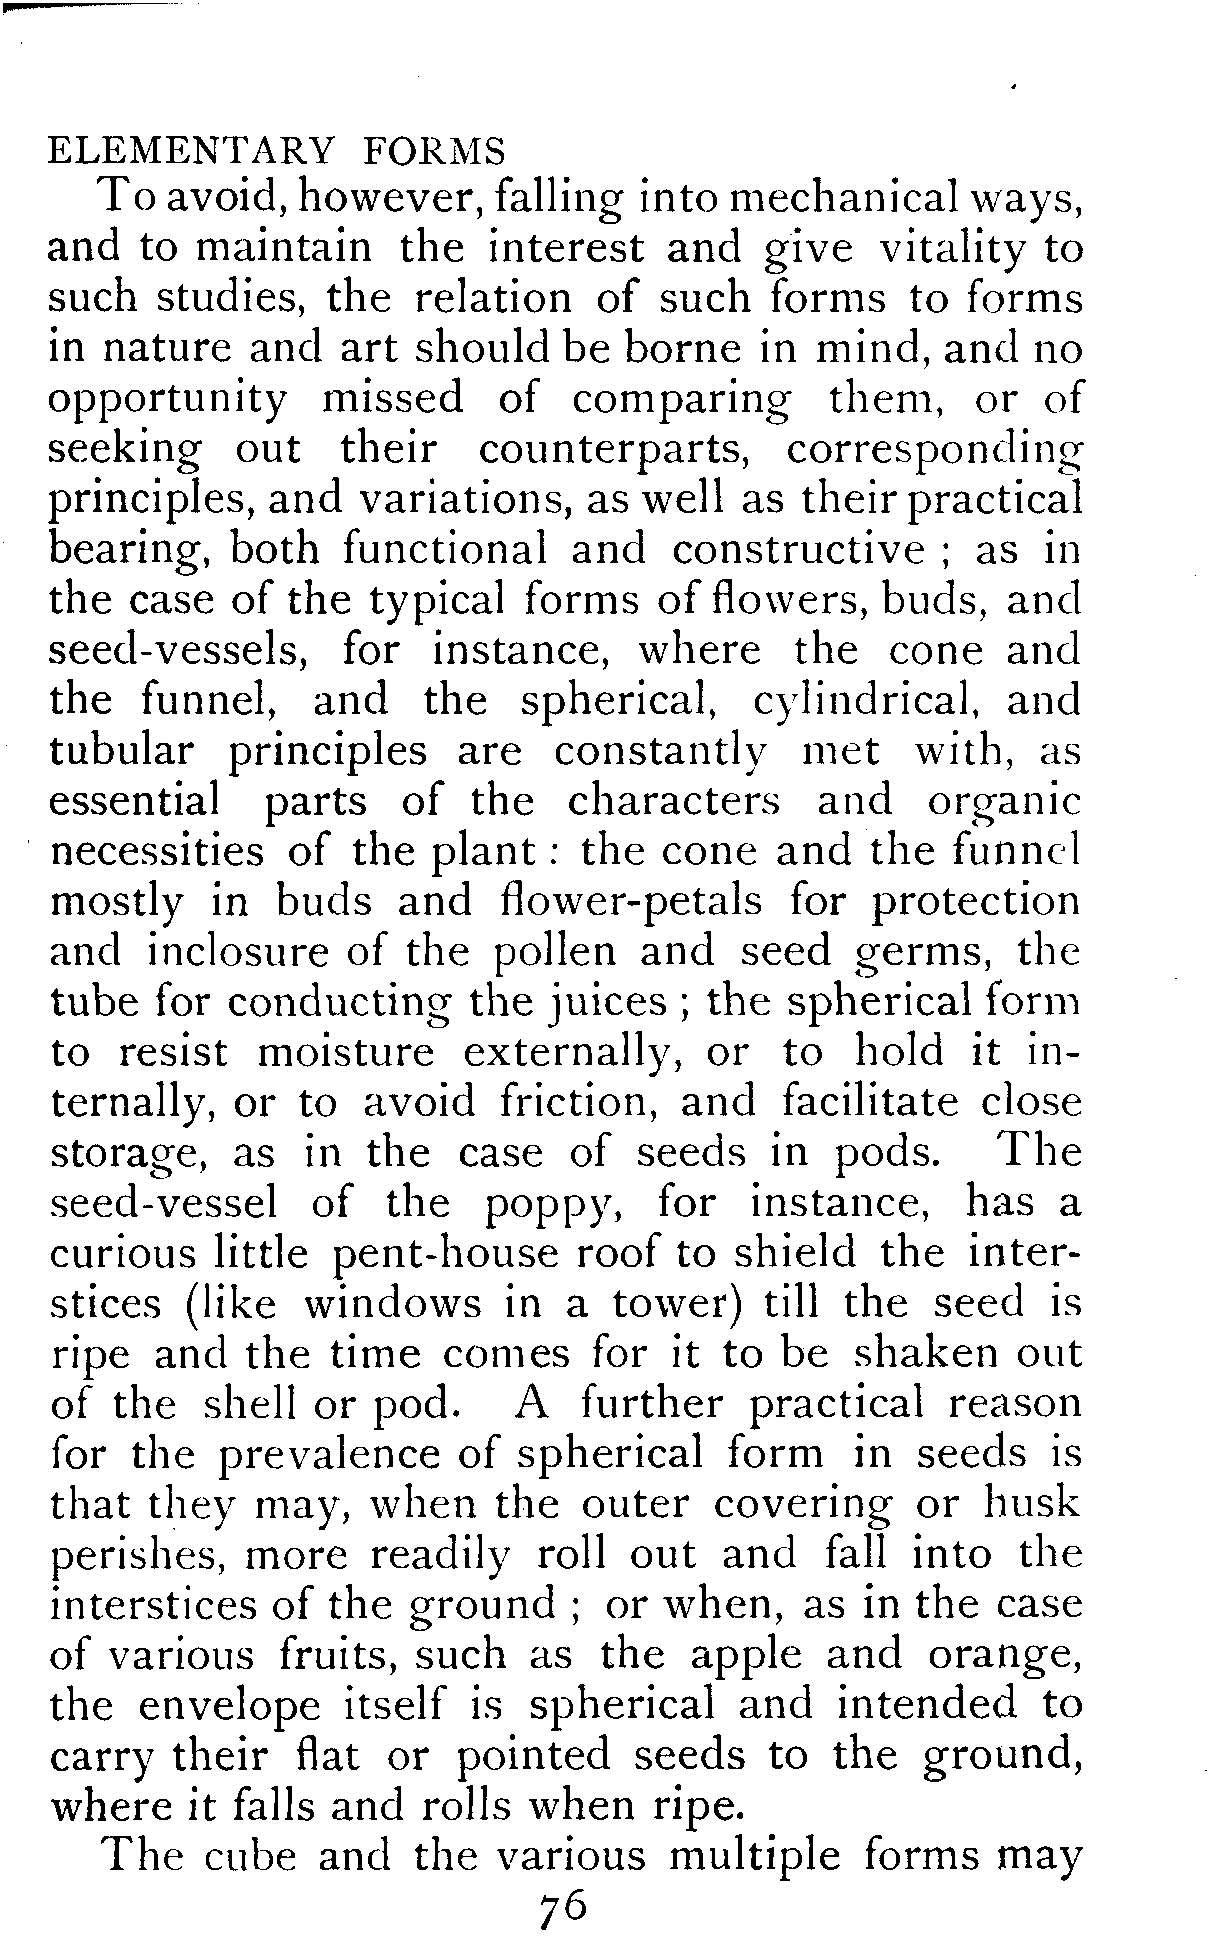 ELEMENTARY FORMS
To avoid, however, falling into mechanical ways,
and to maintain the interest and give vitality to
such studies, the relation of such forms to forms
in nature and art should be borne in mind, and no
opportunity missed of comparing them, or of
seeking out their counterparts, corresponding
principles, and variations, as well as their practical
bearing, both functional and constructive ; as in
the case of the typical forms of flowers, buds, and
seed-vessels, for instance, where the cone and
the funnel, and the spherical, cylindrical, and
tubular principles are constantly met with, as
essential parts of the characters and organic
necessities of the plant : the cone and the funnel
mostly in buds and flower-petals for protection
and inclosure of the pollen and seed germs, the
tube for conducting the juices ; the spherical form
to resist moisture externally, or to hold it in-
ternally, or to avoid friction, and facilitate close
storage, as in the case of seeds in pods. The
seed-vessel of the poppy, for instance, has a
curious little pent-house roof to shield the inter-
stices (like windows in a tower) till the seed is
ripe and the time comes for it to be shaken out
of the shell or pod. A further practical reason
for the prevalence of spherical form in seeds is
that they may, when the outer covering or husk
perishes, more readily roll out and fall into the
interstices of the ground ; or when, as in the case
of various fruits, such as the apple and orange,
the envelope itself is spherical and intended to
carry their flat or pointed seeds to the ground,
where it falls and rolls when ripe.
The cube and the various multiple forms may
76